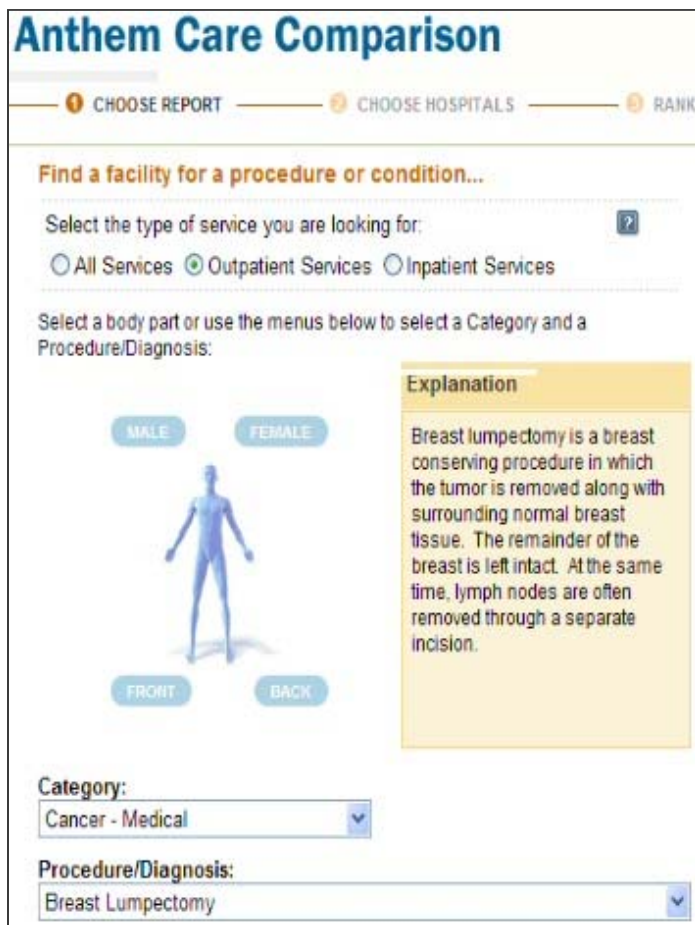 Anthem Care Comparison
1 CHOOSE REPORT 2 CHOOSE HOSPITALS 3 RANK
Find a facility for a procedure or condition...
Select the type of service you are looking for: ?
All Services Outpatient Services Inpatient Services
Select a body part or use the menus below to select a Category and a
Procedure/Diagnosis:
MALE FEMALE
FRONT BACK
Explanation
Breast lumpectomy is a breast
conserving procedure in which
the tumor is removed along with
surrounding normal breast
tissue. The remainder of the
breast is left intact. At the same
time, lymph nodes are often
removed through a separate
incision.
Category:
Cancer - Medical
Procedure/Diagnosis:
Breast Lumpectomy